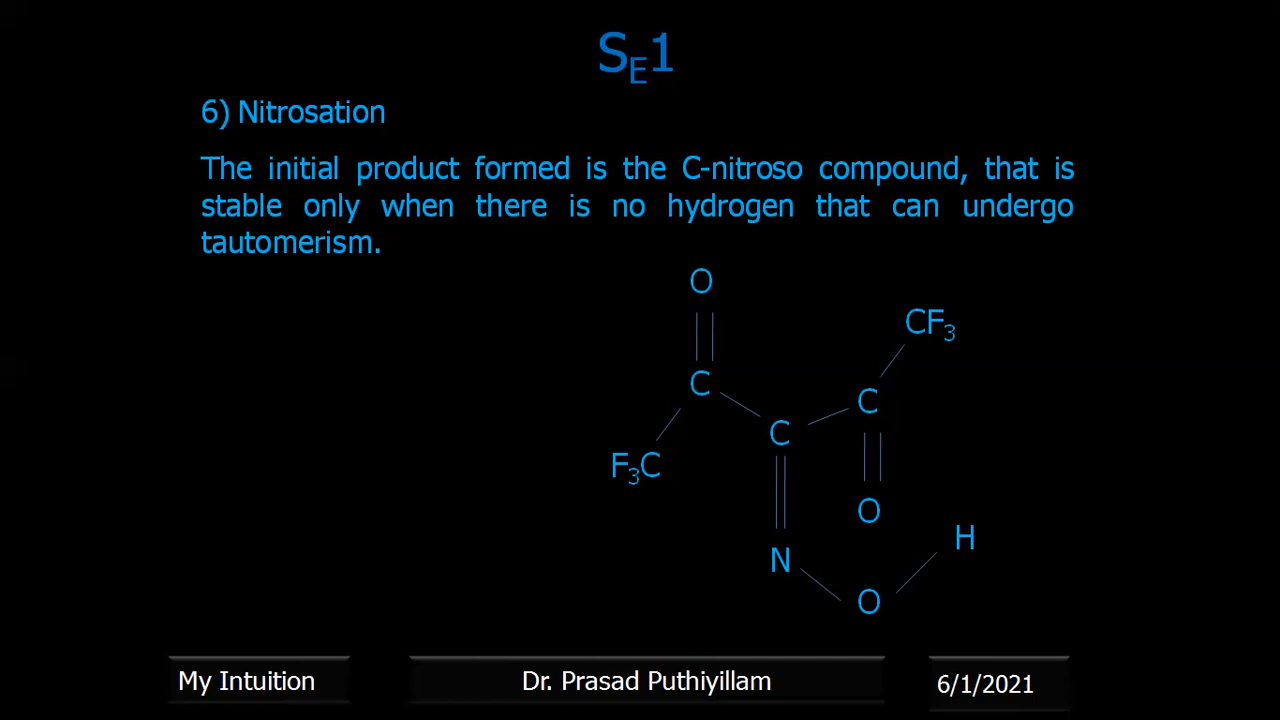 S_E1
6) Nitrosation
The initial product formed is the C-nitroso compound, that is
stable only when there is no hydrogen that can undergo
tautomerism.
O
CF₃
C
C
C
F₃C
O
H
N
O
My Intuition
Dr. Prasad Puthiyillam
6/1/2021